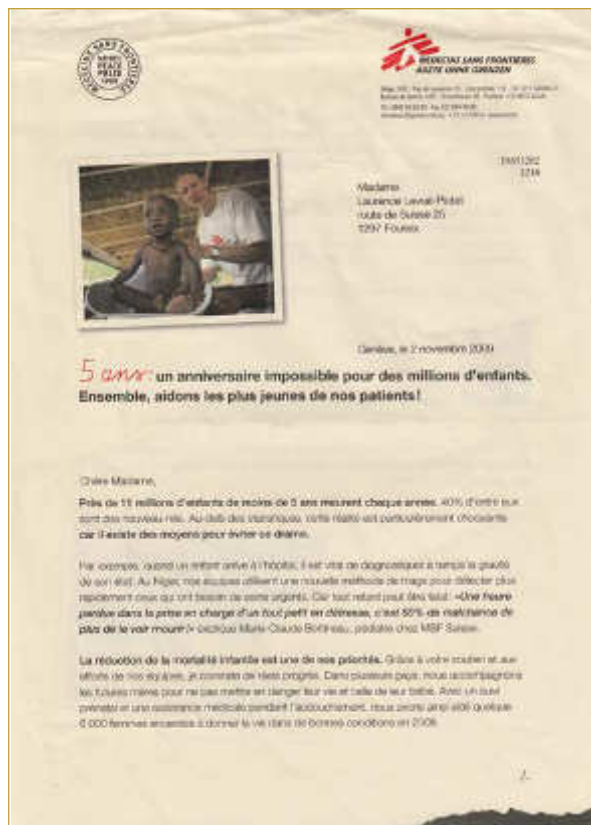 MEDECINS SANS FRONTIERES
NOBEL
PEACE
PRIZE
1999
MEDECINS SANS FRONTIERES
ARZTE OHNE GRENZEN
Madame
route de Suisse 25
1297 Founex
Genève, le 2 novembre 2009
5 ans: un anniversaire impossible pour des millions d'enfants.
Ensemble, aidons les plus jeunes de nos patients!
Chère Madame,
Près de 10 millions d'enfants de moins de 5 ans meurent chaque année. 40% d'entre eux
sont des nouveau-nés. Au-delà des statistiques, cette réalité est particulièrement choquante
car il existe des moyens pour éviter ce drame.
Par exemple, quand un enfant arrive à l'hôpital, il est vital de diagnostiquer à temps la gravité
de son état. Au Niger, nos équipes utilisent une nouvelle méthode de triage pour détecter plus
rapidement ceux qui ont besoin de soins urgents. Car tout retard peut être fatal: «Une heure
perdue dans la prise en charge d'un tout petit en détresse, c'est 50% de malchance de
plus de le voir mourir!» explique Marie-Claude Bottineau, pédiatre chez MSF Suisse.
La réduction de la mortalité infantile est une de nos priorités. Grâce à votre soutien et aux
efforts de nos équipes, je constate de réels progrès. Dans plusieurs pays, nous accompagnons
les futures mères pour ne pas mettre en danger leur vie et celle de leur bébé. Avec un suivi
prénatal et une assistance médicale pendant l'accouchement, nous avons ainsi aidé quelque
6 000 femmes enceintes à donner la vie dans de bonnes conditions en 2008.